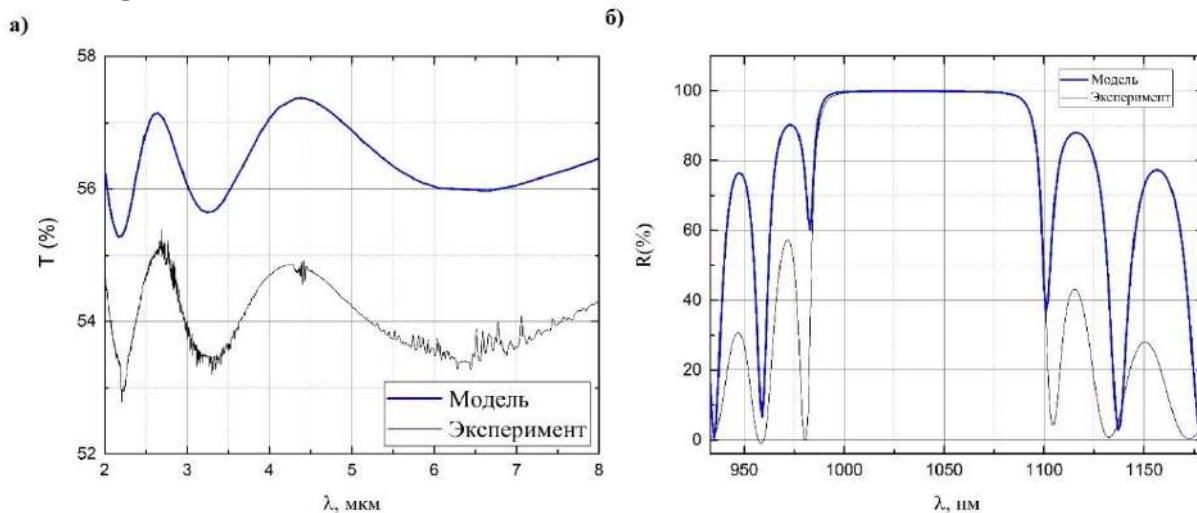 а)
58
56
54
52
T (%)
2
3
4
5
6
7
8
λ, мкм
Модель
Эксперимент
б)
100
80
60
40
20
0
R(%)
950
1000
1050
1100
1150
λ, нм
Модель
Эксперимент